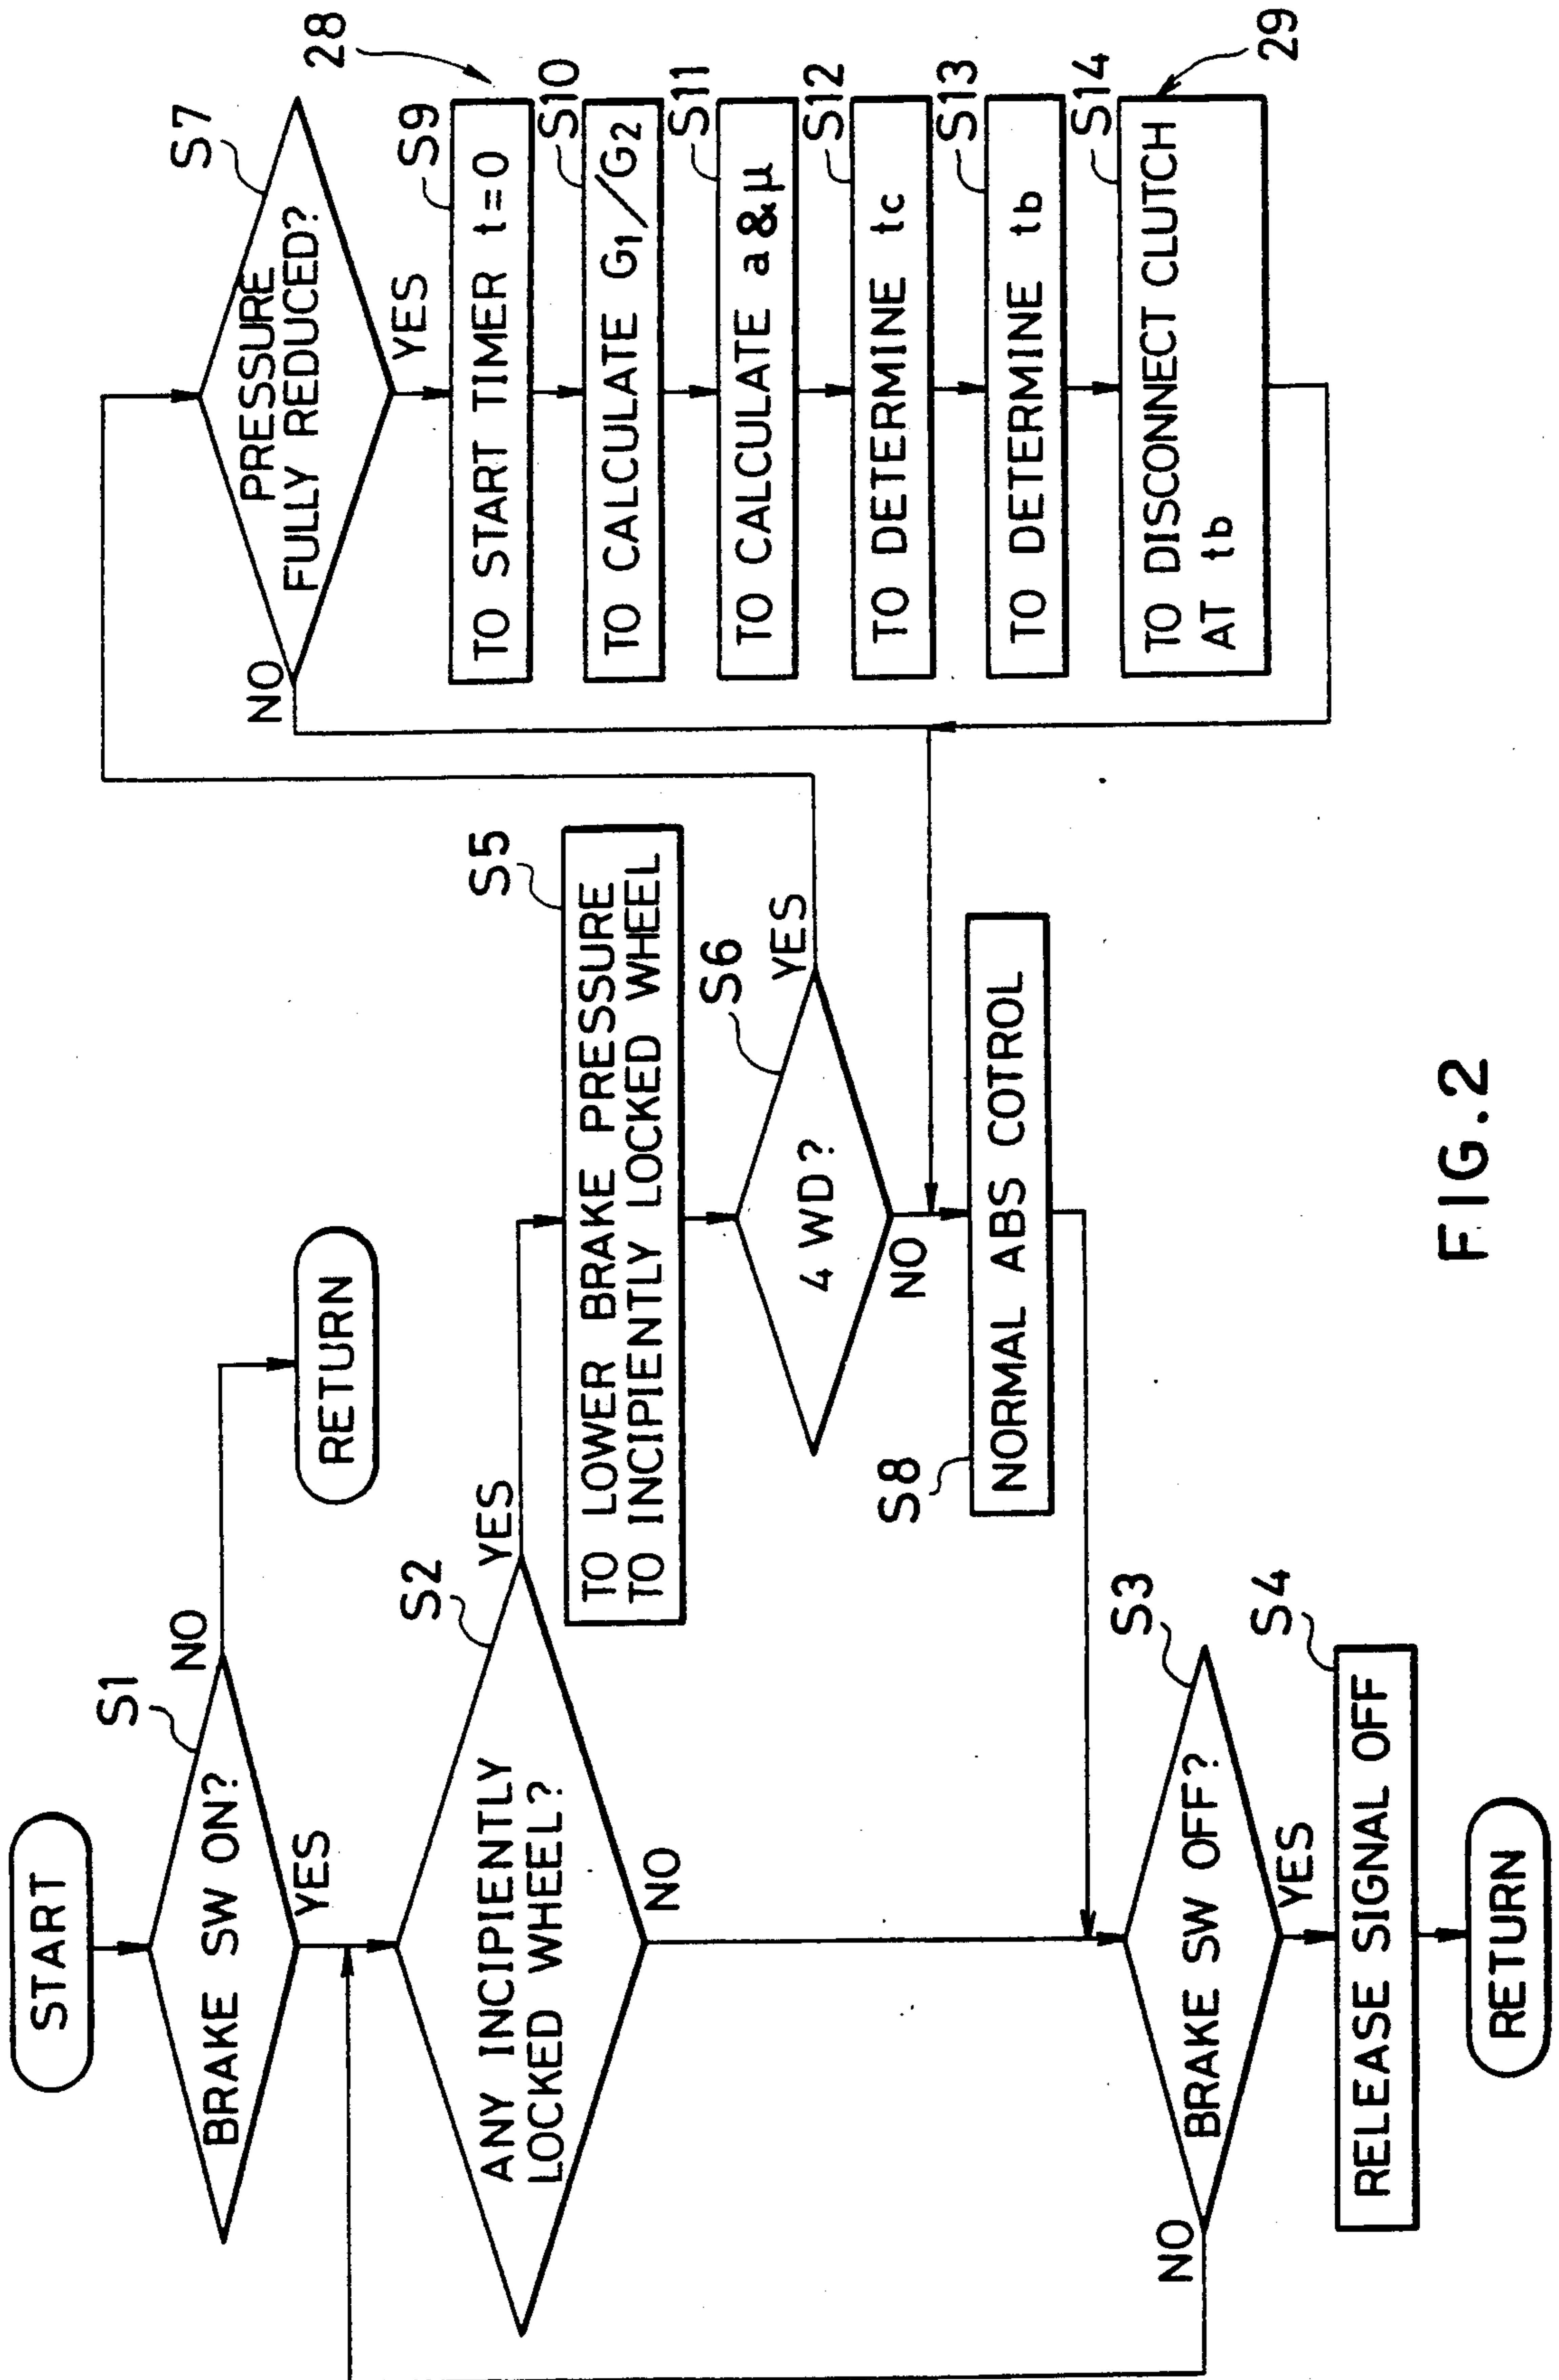 START
S1
BRAKE SW ON?
NO
YES
RETURN
S2
ANY INCIPIENTLY
LOCKED WHEEL?
YES
NO
S5
TO LOWER BRAKE PRESSURE
TO INCIPIENTLY LOCKED WHEEL
S6
4 WD?
YES
NO
S8
NORMAL ABS COTROL
S3
BRAKE SW OFF?
NO
YES
S4
RELEASE SIGNAL OFF
RETURN
S7
PRESSURE
FULLY REDUCED?
NO
YES
28
S9
TO START TIMER t=0
S10
TO CALCULATE G1/G2
S11
TO CALCULATE a&μ
S12
TO DETERMINE tc
S13
TO DETERMINE tb
S14
TO DISCONNECT CLUTCH
AT tb
29
FIG.2